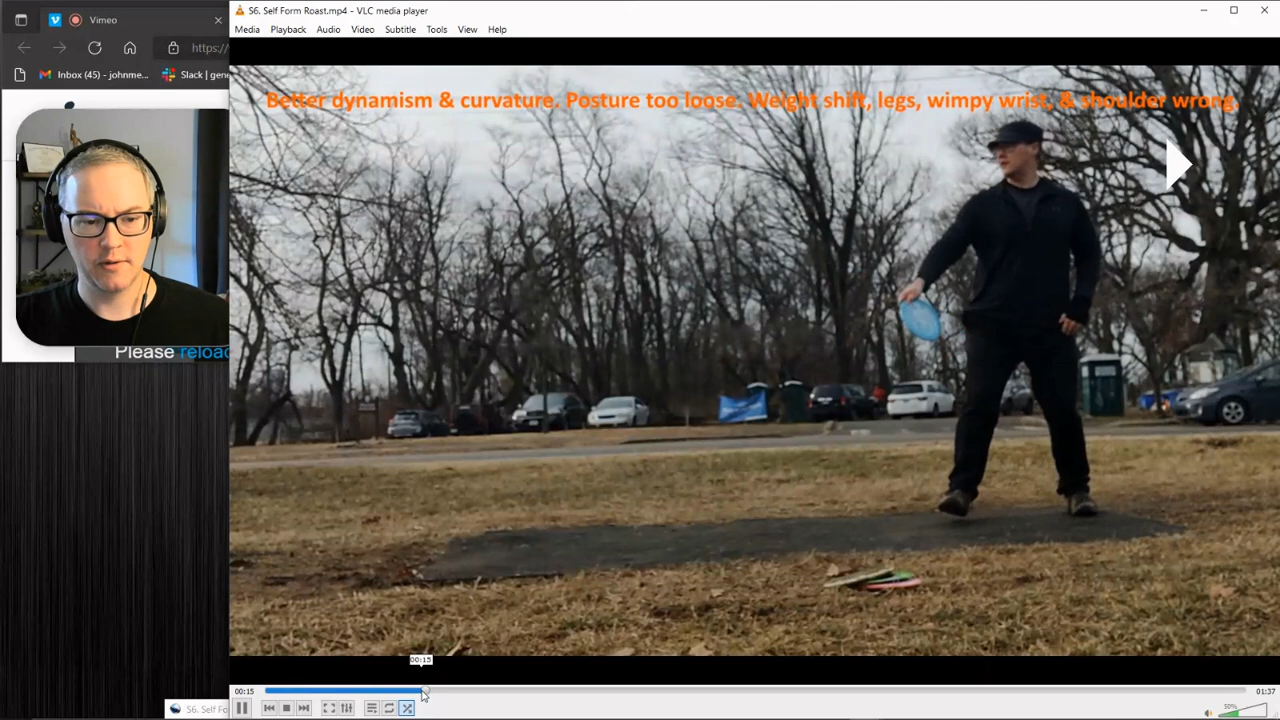 Vimeo
S6. Self Form Roast.mp4 - VLC media player
Media Playback Audio Video Subtitle Tools View Help
https:/
Inbox (45) - johnme...
Slack | gene
Better dynamism & curvature. Posture too loose. Weight shift, legs, wimpy wrist, & shoulder wrong.
Please reload
00:15
00:15
01:37
S6. Self Fo
50%